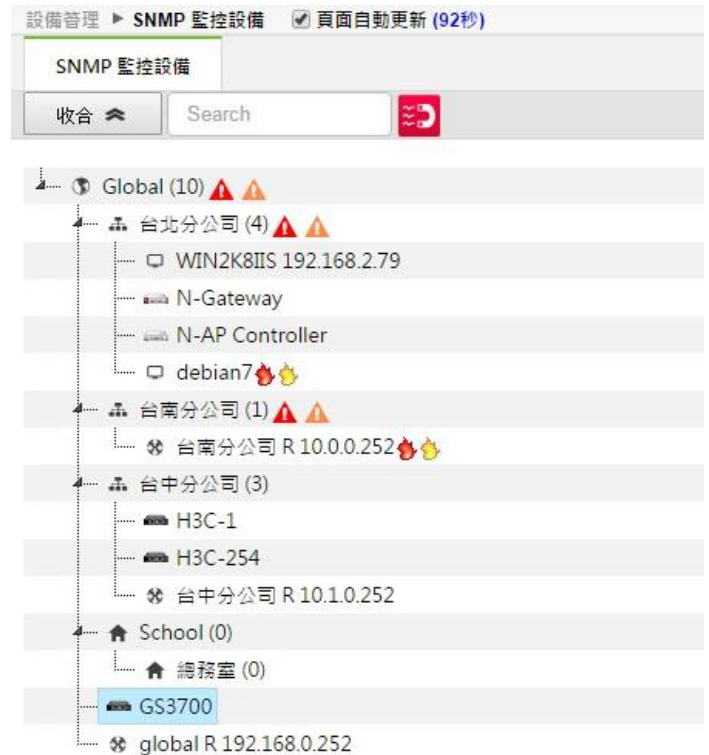 設備管理 ▶ SNMP 監控設備 頁面自動更新 (92秒)
SNMP 監控設備
收合 Search
Global (10)
台北分公司 (4)
WIN2K8IIS 192.168.2.79
N-Gateway
N-AP Controller
debian7
台南分公司 (1)
台南分公司 R 10.0.0.252
台中分公司 (3)
H3C-1
H3C-254
台中分公司 R 10.1.0.252
School (0)
總務室 (0)
GS3700
global R 192.168.0.252